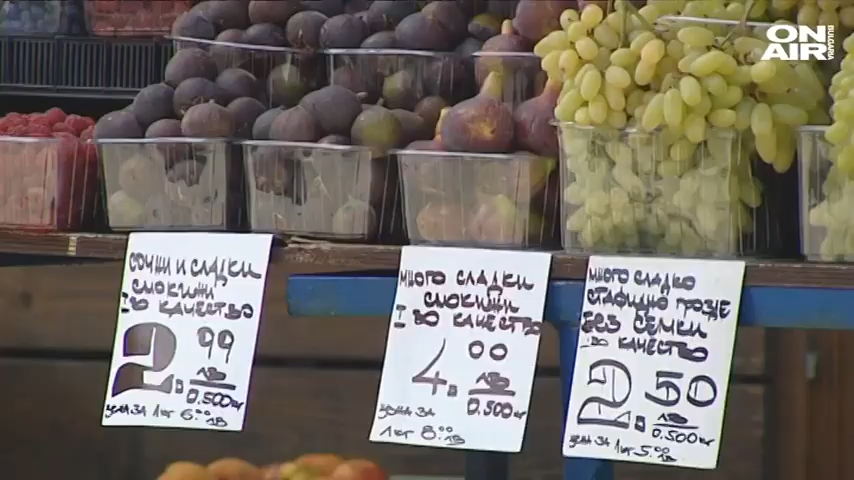 ON AIR
BULGARIA
СОЧНИ И СЛАДКИ
СМОКИНИ
I-ВО КАЧЕСТВО
2. 99
ЛВ
0.500КГ
ЦЕНА ЗА 1КГ 6.00 ЛВ
МНОГО СЛАДКИ
СМОКИНИ
I ВО КАЧЕСТВО
4. 00
ЛВ
0.500КГ
ЦЕНА ЗА
1КГ 8.00 ЛВ
МНОГО СЛАДКО
СТАФИДНО ГРОЗДЕ
БЕЗ СЕМКИ
I-ВО КАЧЕСТВО
2. 50
ЛВ
0.500КГ
ЦЕНА ЗА 1КГ 5.00 ЛВ